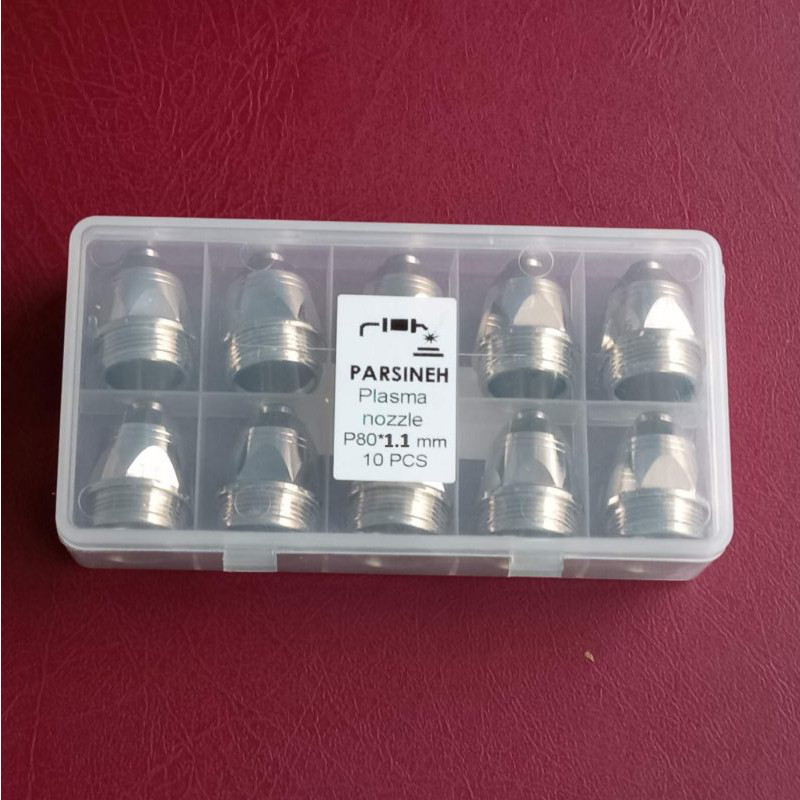 PARSINEH
Plasma
nozzle
P80*1.1 mm
10 PCS